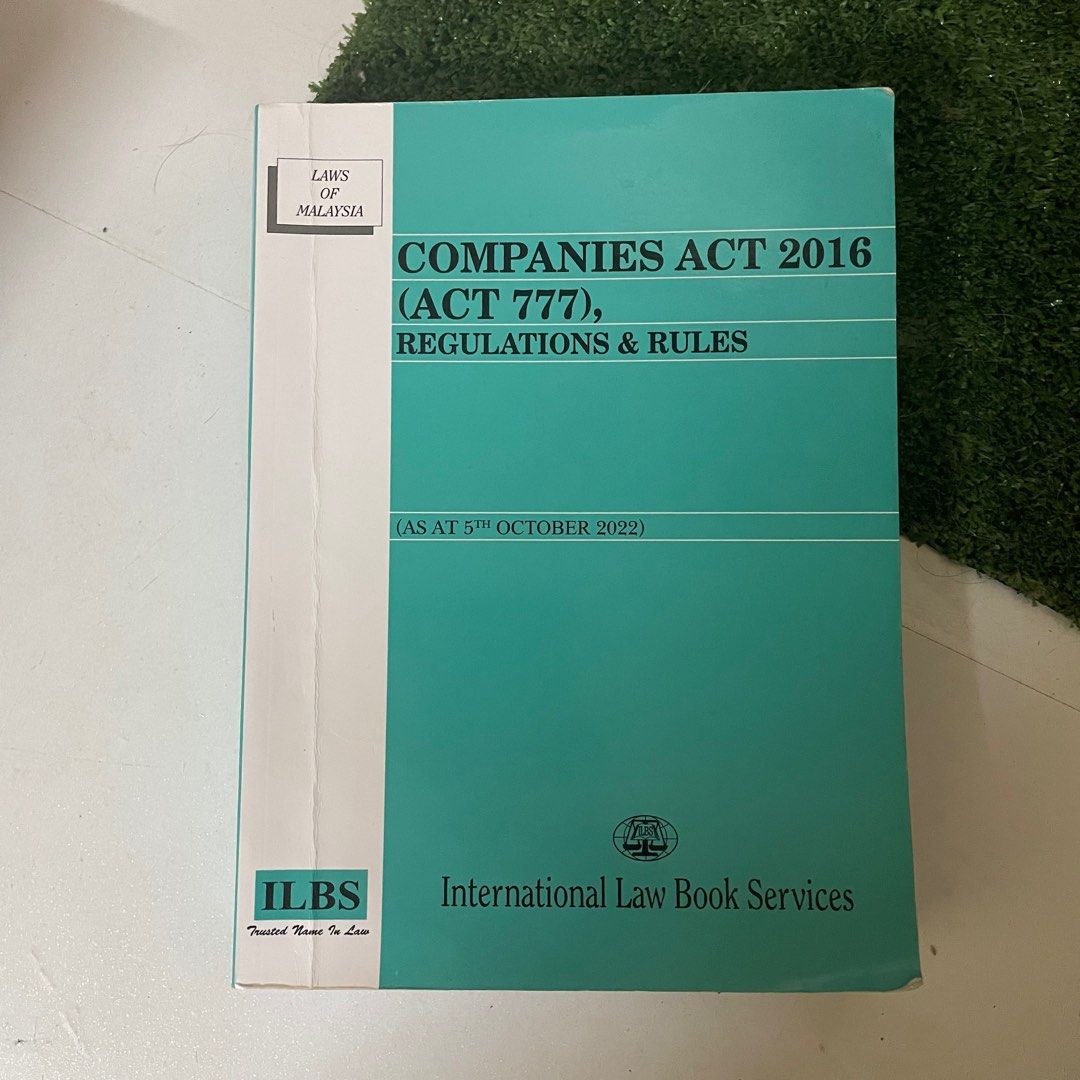 LAWS
OF
MALAYSIA
COMPANIES ACT 2016
(ACT 777),
REGULATIONS & RULES
(AS AT 5TH OCTOBER 2022)
ILBS
International Law Book Services
ILBS
Trusted Name In Law